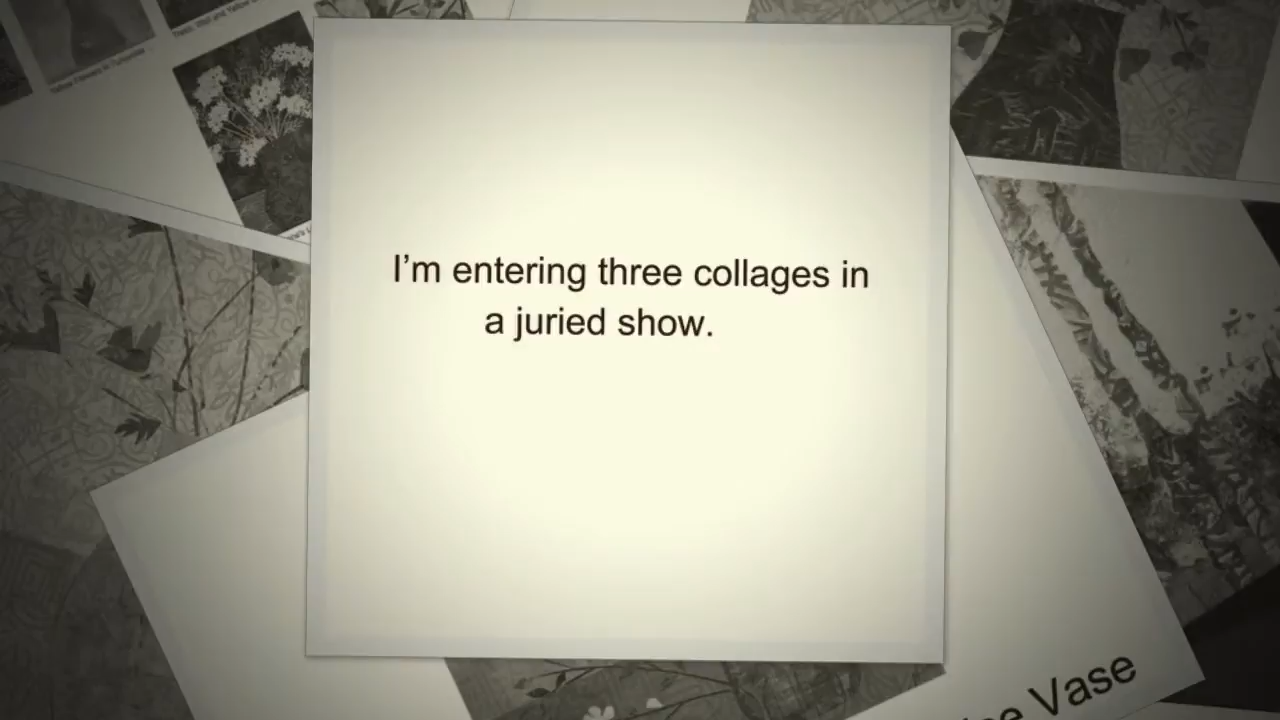 I’m entering three collages in
a juried show.
Vase